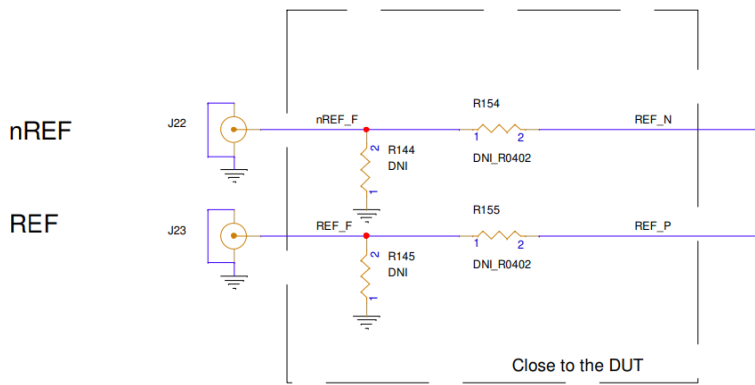 R154
nREF
J22
nREF_F
REF_N
1
2
2
R144
DNI
DNI_R0402
1
R155
REF
J23
REF_F
REF_P
1
2
2
R145
DNI
DNI_R0402
1
Close to the DUT